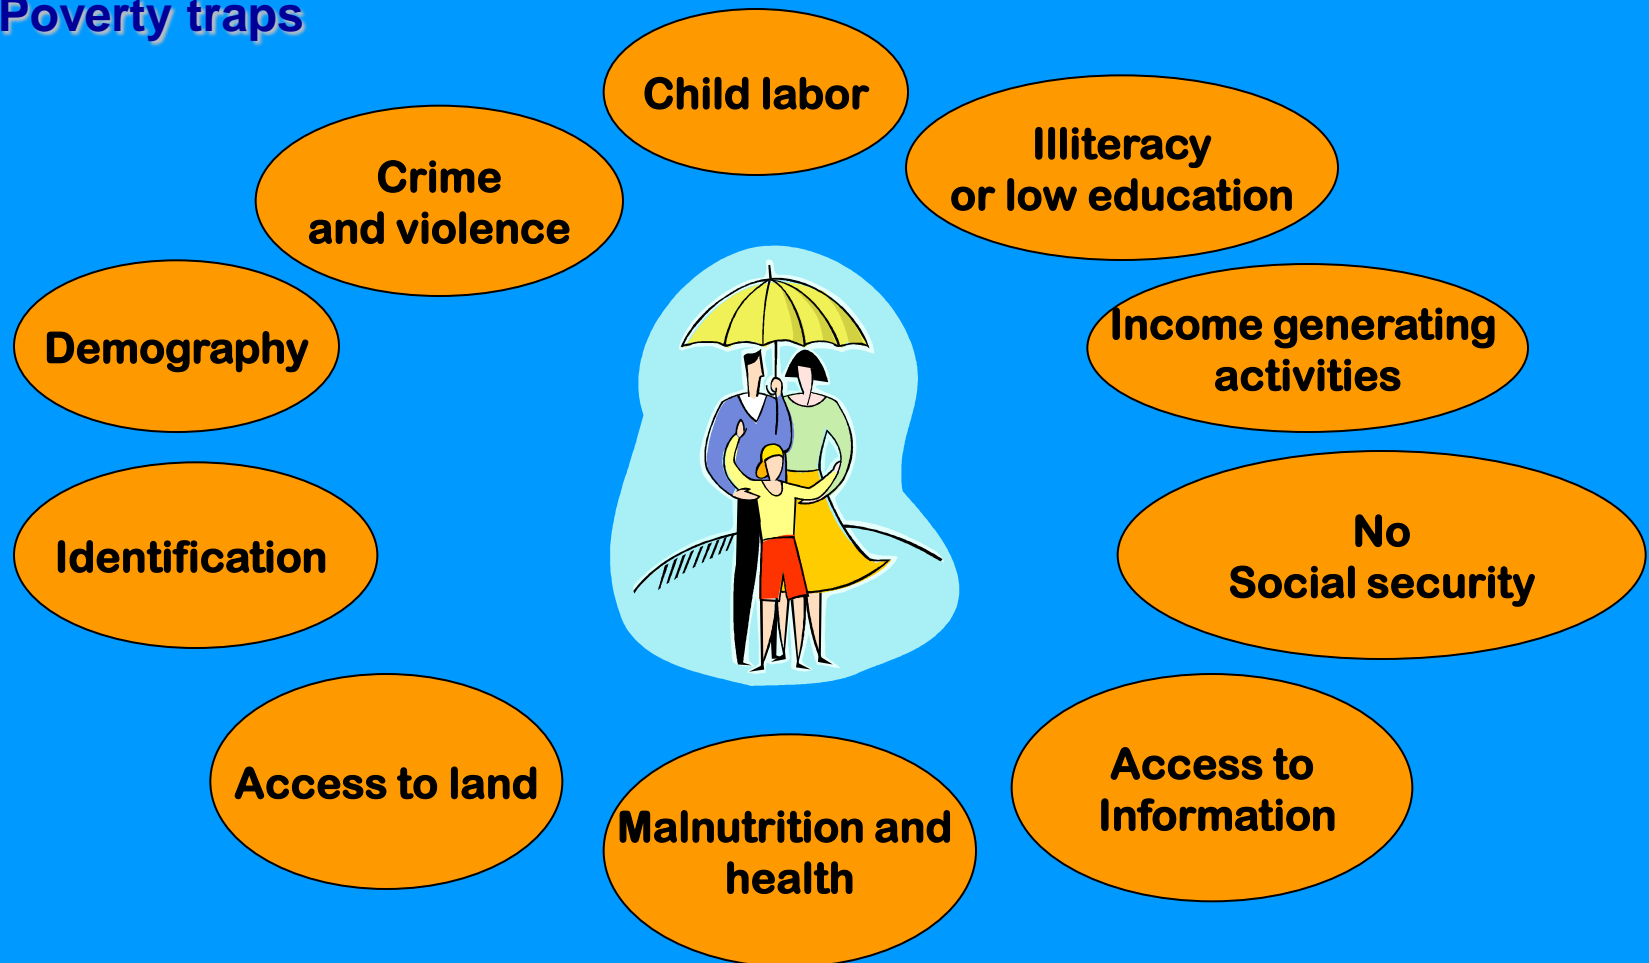 Poverty traps
Child labor
Illiteracy
or low education
Crime
and violence
Income generating
activities
Demography
No
Social security
Identification
Access to
Information
Access to land
Malnutrition and
health